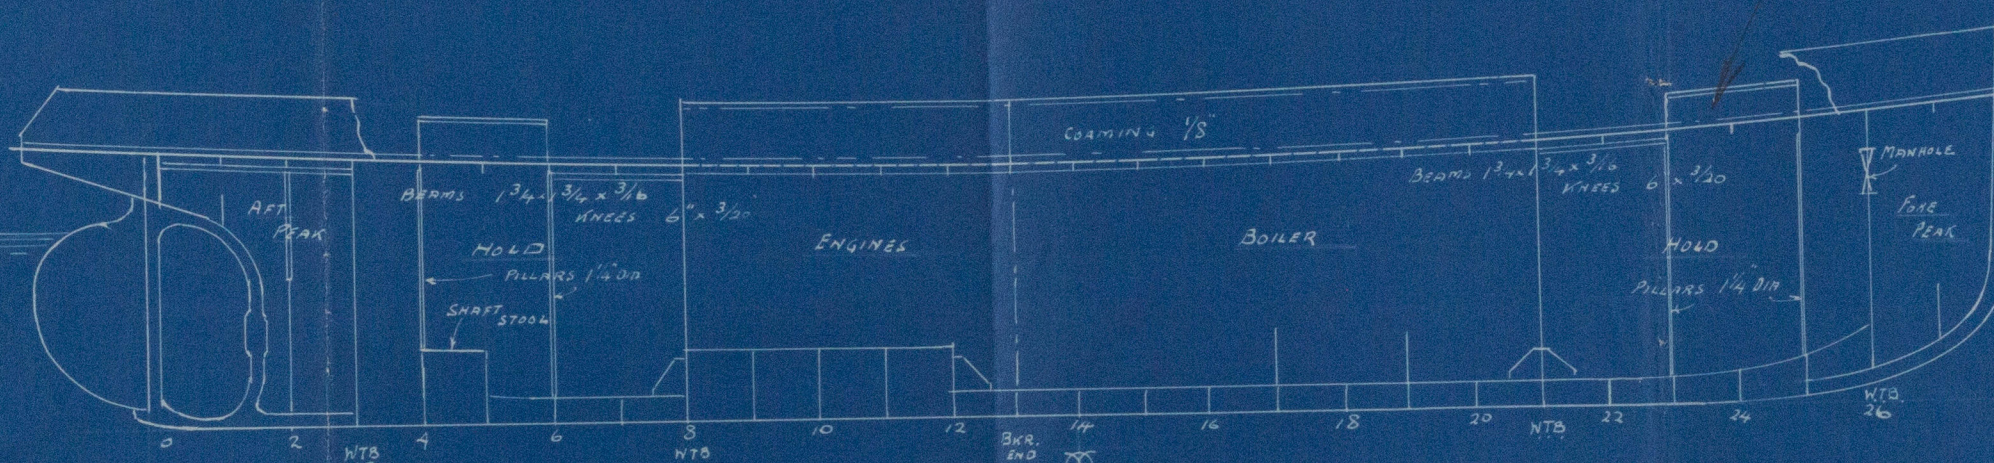 COAMING 1/8"
BEAMS 1 3/4 x 1 3/4 x 3/16
KNEES 6" x 3/20
BEAMS 1 3/4 x 1 3/4 x 3/16
KNEES 6 x 3/20
MANHOLE
AFT
PEAK
FORE
PEAK
HOLD
ENGINES
BOILER
HOLD
PILLARS 1 1/4" DIA
PILLARS 1 1/4" DIA
SHAFT
STOOL
0 2 4 6 8 10 12 14 16 18 20 22 24 26
WTB WTB BKR. END WTB W.T.B.